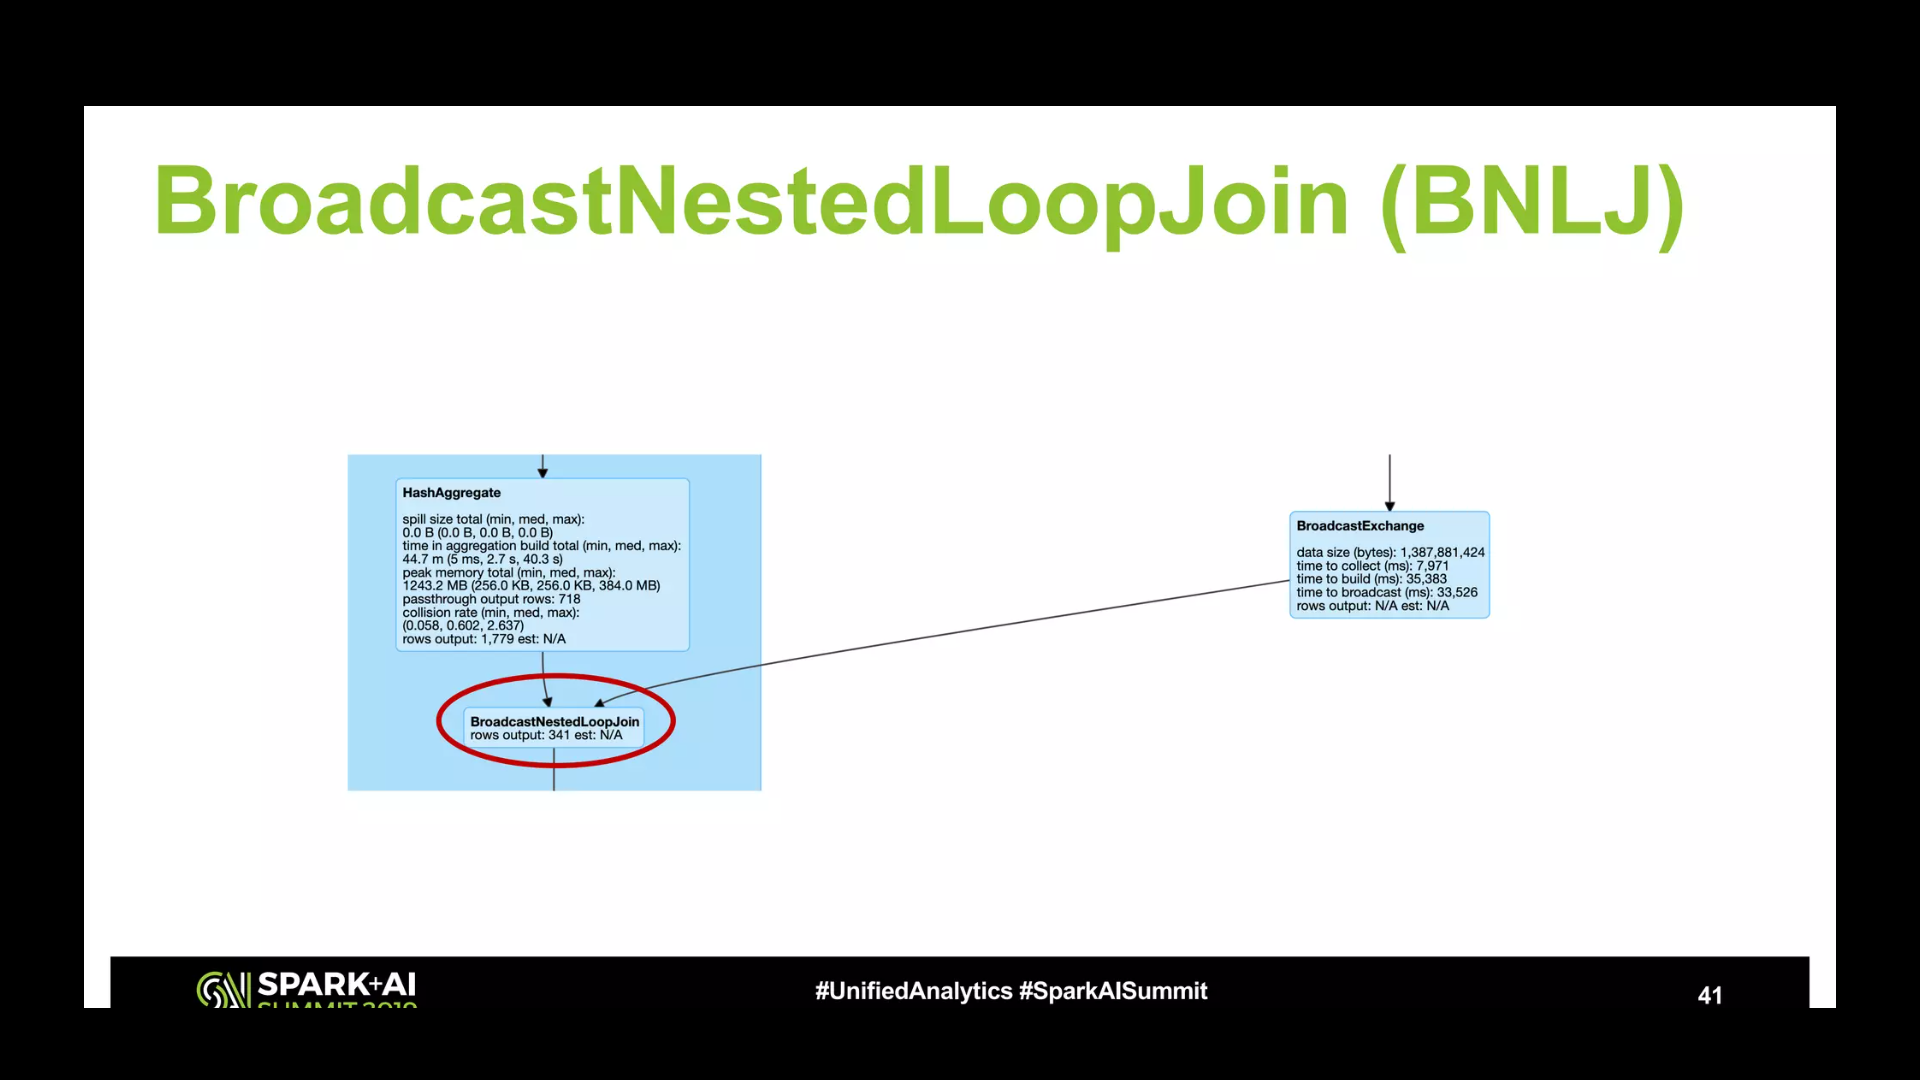 BroadcastNestedLoopJoin (BNLJ)
HashAggregate
spill size total (min, med, max):
0.0 B (0.0 B, 0.0 B, 0.0 B)
time in aggregation build total (min, med, max):
44.7 m (5 ms, 2.7 s, 40.3 s)
peak memory total (min, med, max):
1243.2 MB (256.0 KB, 256.0 KB, 384.0 MB)
passthrough output rows: 718
collision rate (min, med, max):
(0.058, 0.602, 2.637)
rows output: 1,779 est: N/A
BroadcastExchange
data size (bytes): 1,387,881,424
time to collect (ms): 7,971
time to build (ms): 35,383
time to broadcast (ms): 33,526
rows output: N/A est: N/A
BroadcastNestedLoopJoin
rows output: 341 est: N/A
SPARK+AI
SUMMIT 2019
#UnifiedAnalytics #SparkAISummit
41